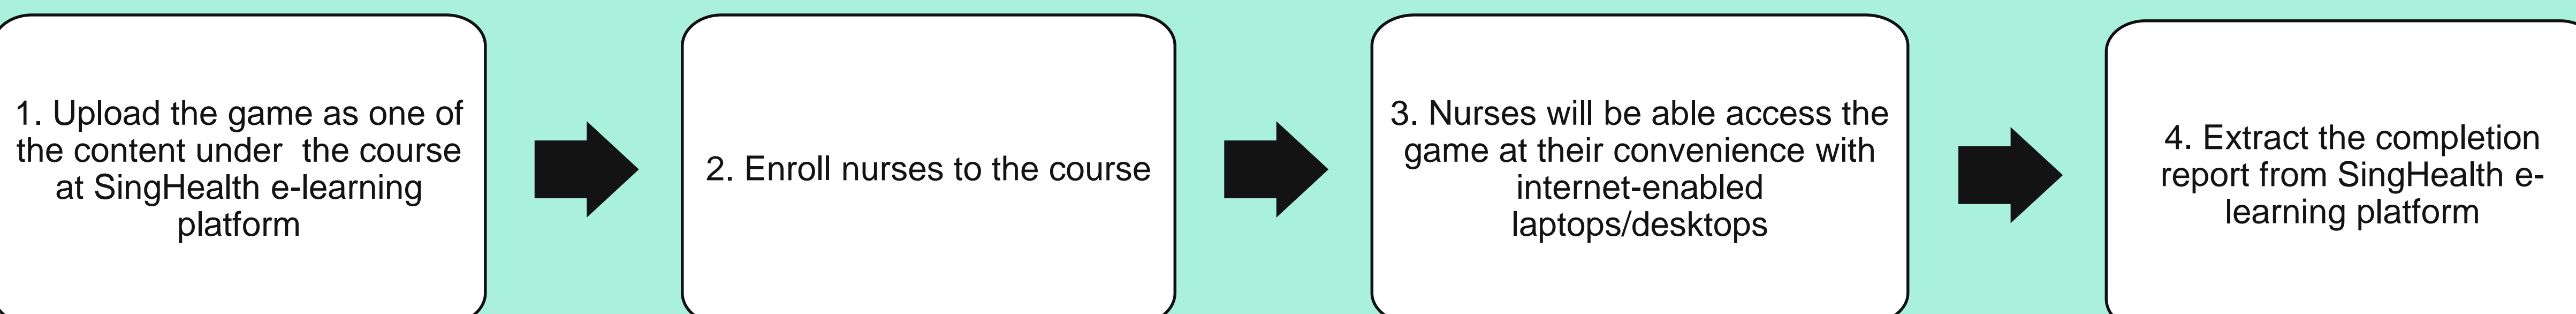 1. Upload the game as one of
the content under  the course
at SingHealth e-learning
platform
2. Enroll nurses to the course
3. Nurses will be able access the
game at their convenience with
internet-enabled
laptops/desktops
4. Extract the completion
report from SingHealth e-
learning platform